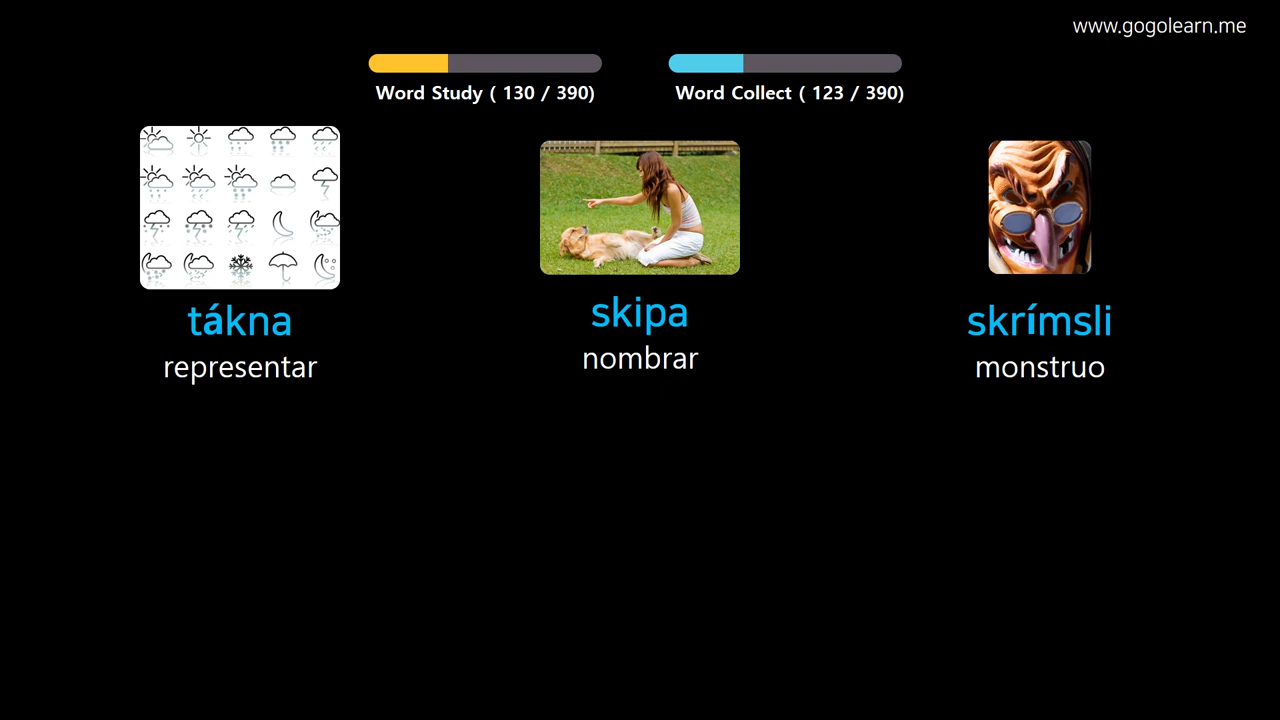 www.gogolearn.me
Word Study ( 130 / 390)
Word Collect ( 123 / 390)
tákna
representar
skipa
nombrar
skrímsli
monstruo